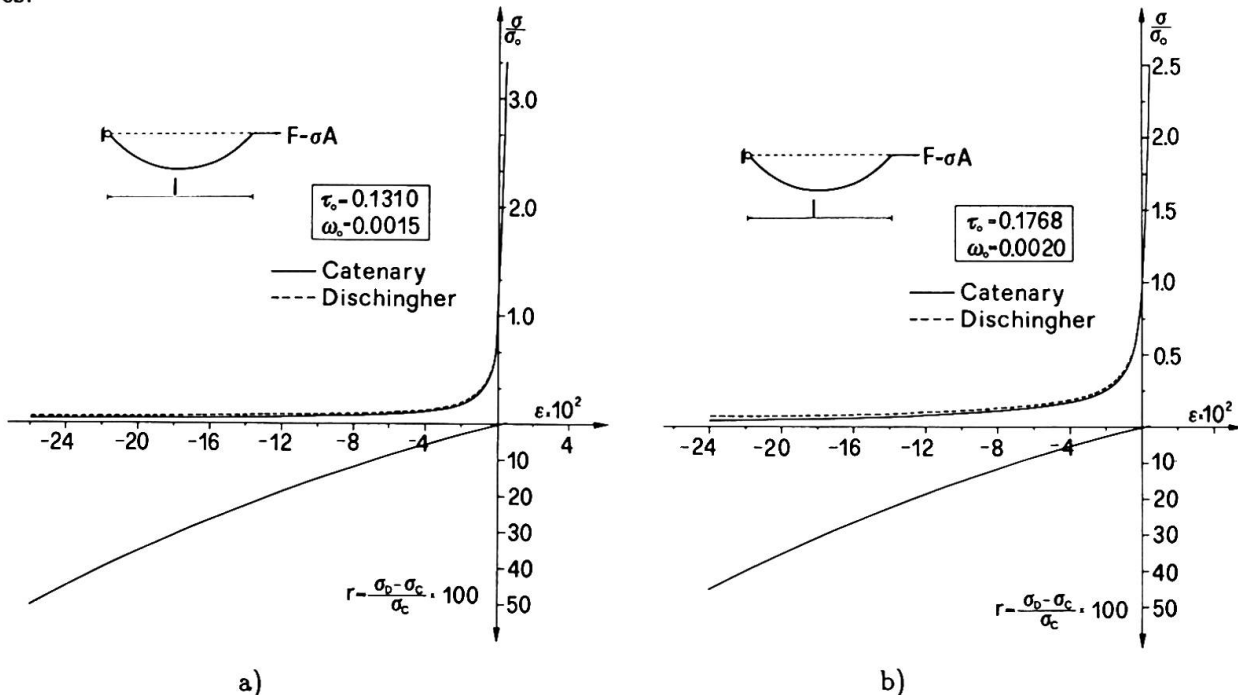 σ/σ₀
3.0
F-σA
l
τ₀=0.1310
ω₀=0.0015
2.0
Catenary
Dischingher
1.0
ε·10²
-24 -20 -16 -12 -8 -4 4
10
20
30
40
r=(σ_D-σ_C)/σ_C · 100
50
a)
σ/σ₀
2.5
2.0
F-σA
l
1.5
τ₀=0.1768
ω₀=0.0020
1.0
Catenary
Dischingher
0.5
ε·10²
-24 -20 -16 -12 -8 -4
10
20
30
40
r=(σ_D-σ_C)/σ_C · 100
50
b)